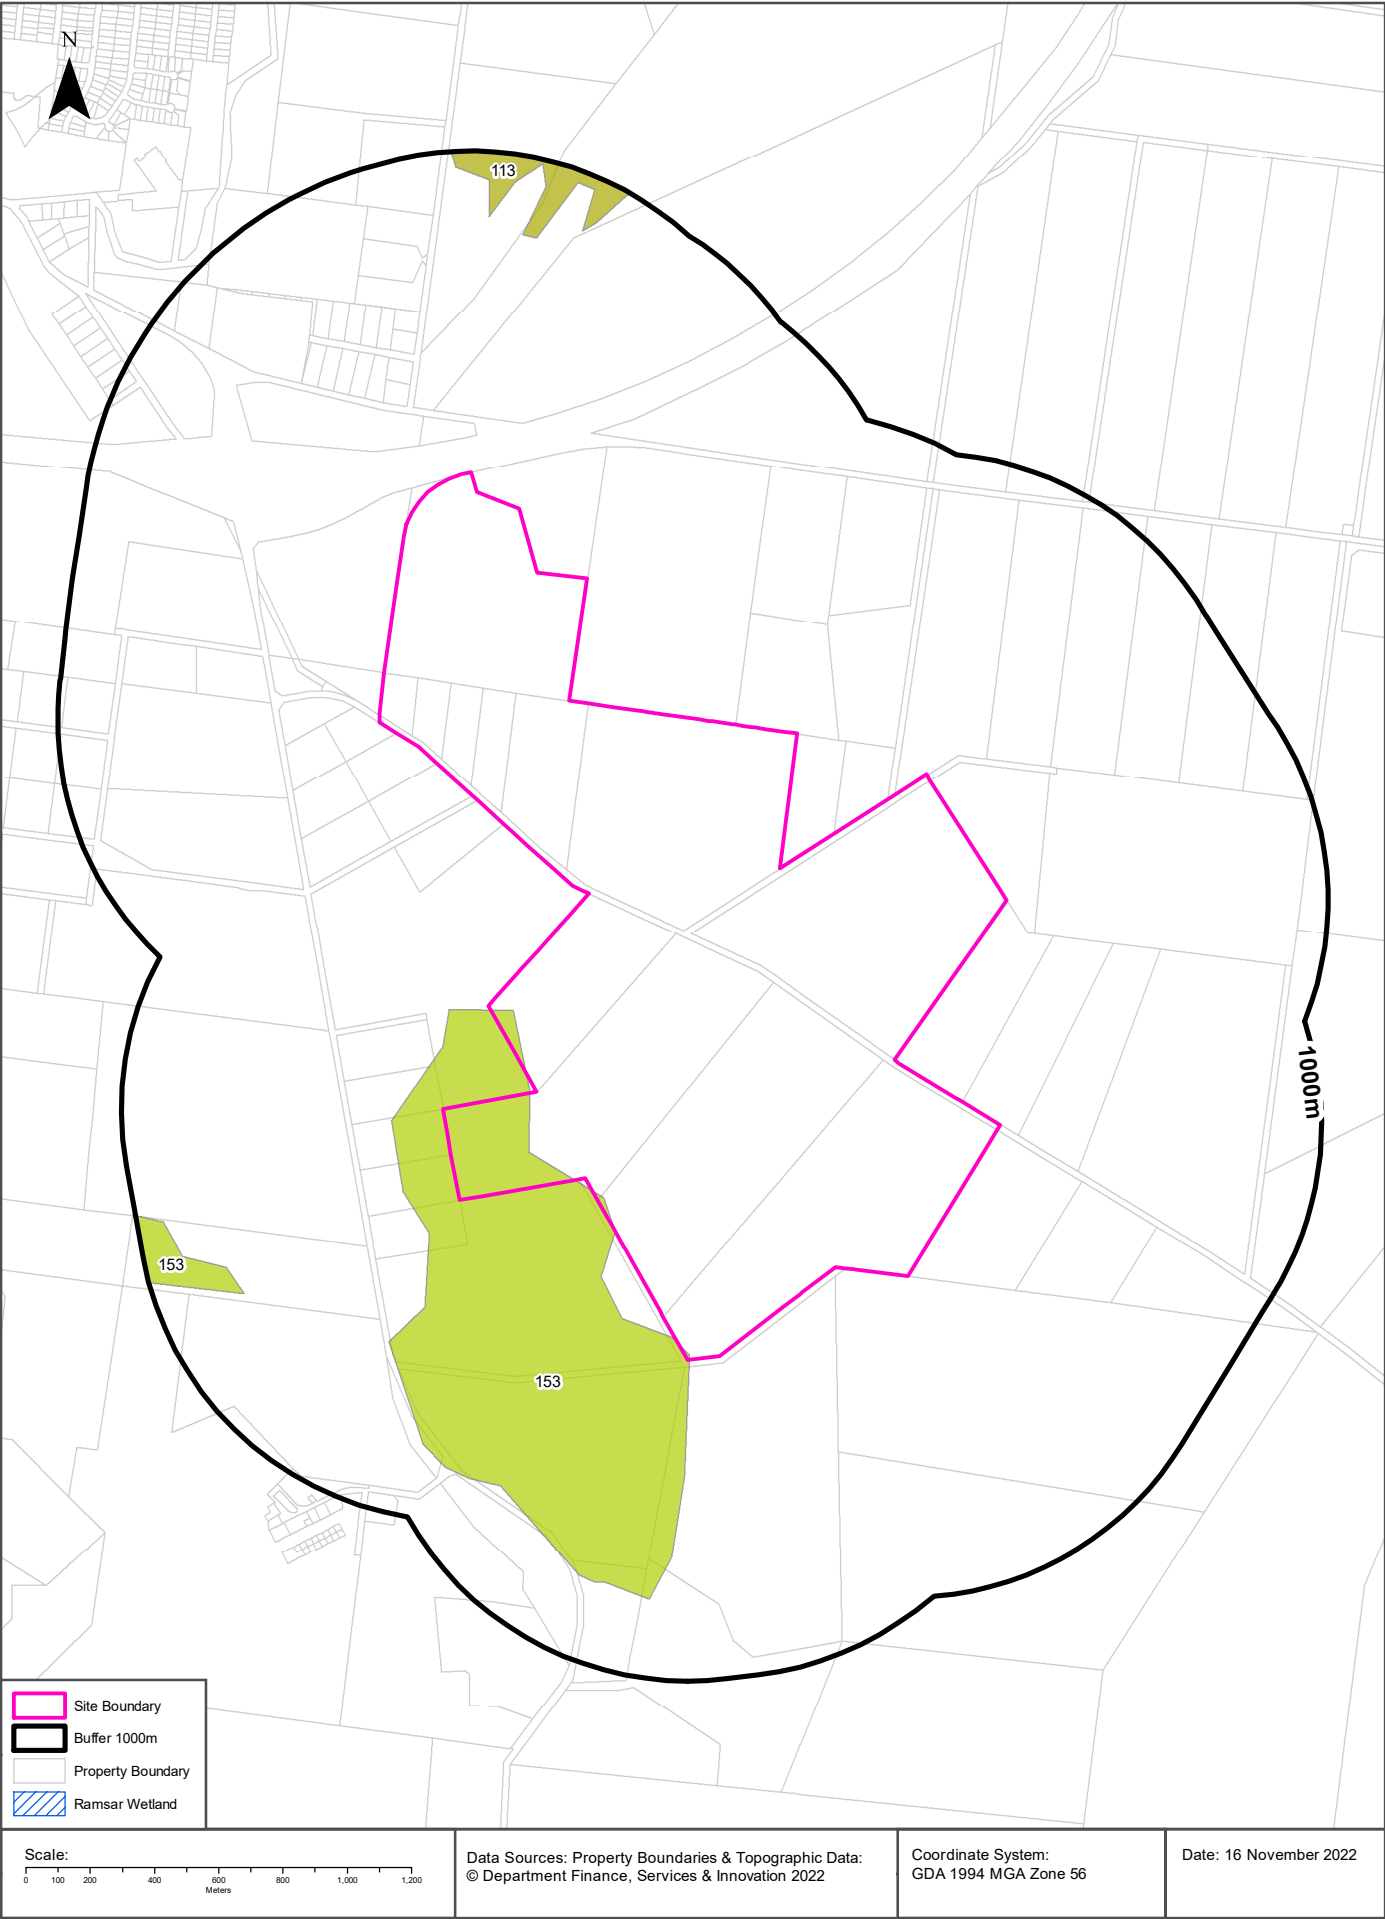 N
113
1000m
153
153
Site Boundary
Buffer 1000m
Property Boundary
Ramsar Wetland
Scale:
0 100 200 400 600 800 1,000 1,200
Meters
Data Sources: Property Boundaries & Topographic Data:
© Department Finance, Services & Innovation 2022
Coordinate System:
GDA 1994 MGA Zone 56
Date: 16 November 2022